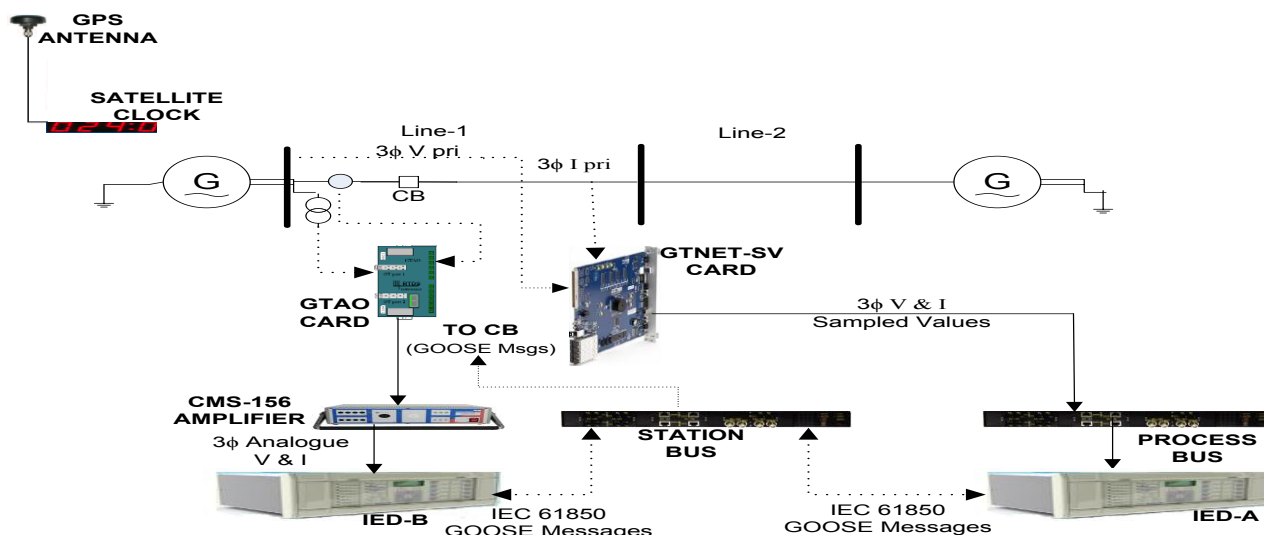 GPS
ANTENNA
SATELLITE
CLOCK
024:0
Line-1
3ϕ V pri
3ϕ I pri
Line-2
G
CB
G
GTNET-SV
CARD
GTAO
CARD
TO CB
(GOOSE Msgs)
3ϕ V & I
Sampled Values
CMS-156
AMPLIFIER
3ϕ Analogue
V & I
STATION
BUS
PROCESS
BUS
IED-B
IEC 61850
GOOSE Messages
IEC 61850
GOOSE Messages
IED-A